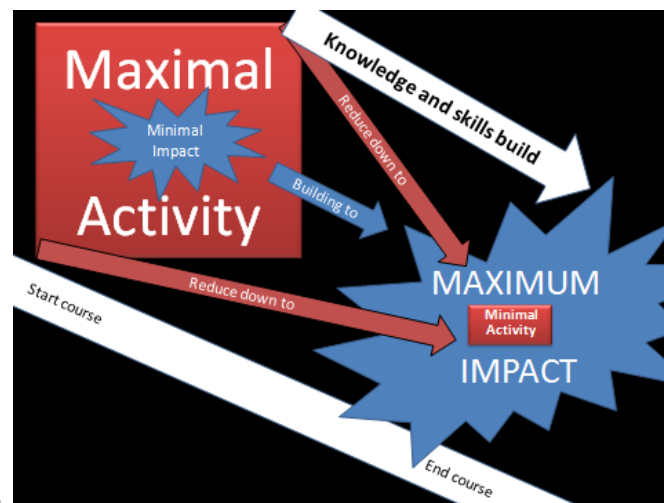 Maximal
Minimal
Impact
Activity
Knowledge and skills build
Reduce down to
Building to
Reduce down to
MAXIMUM
Minimal
Activity
IMPACT
Start course
End course